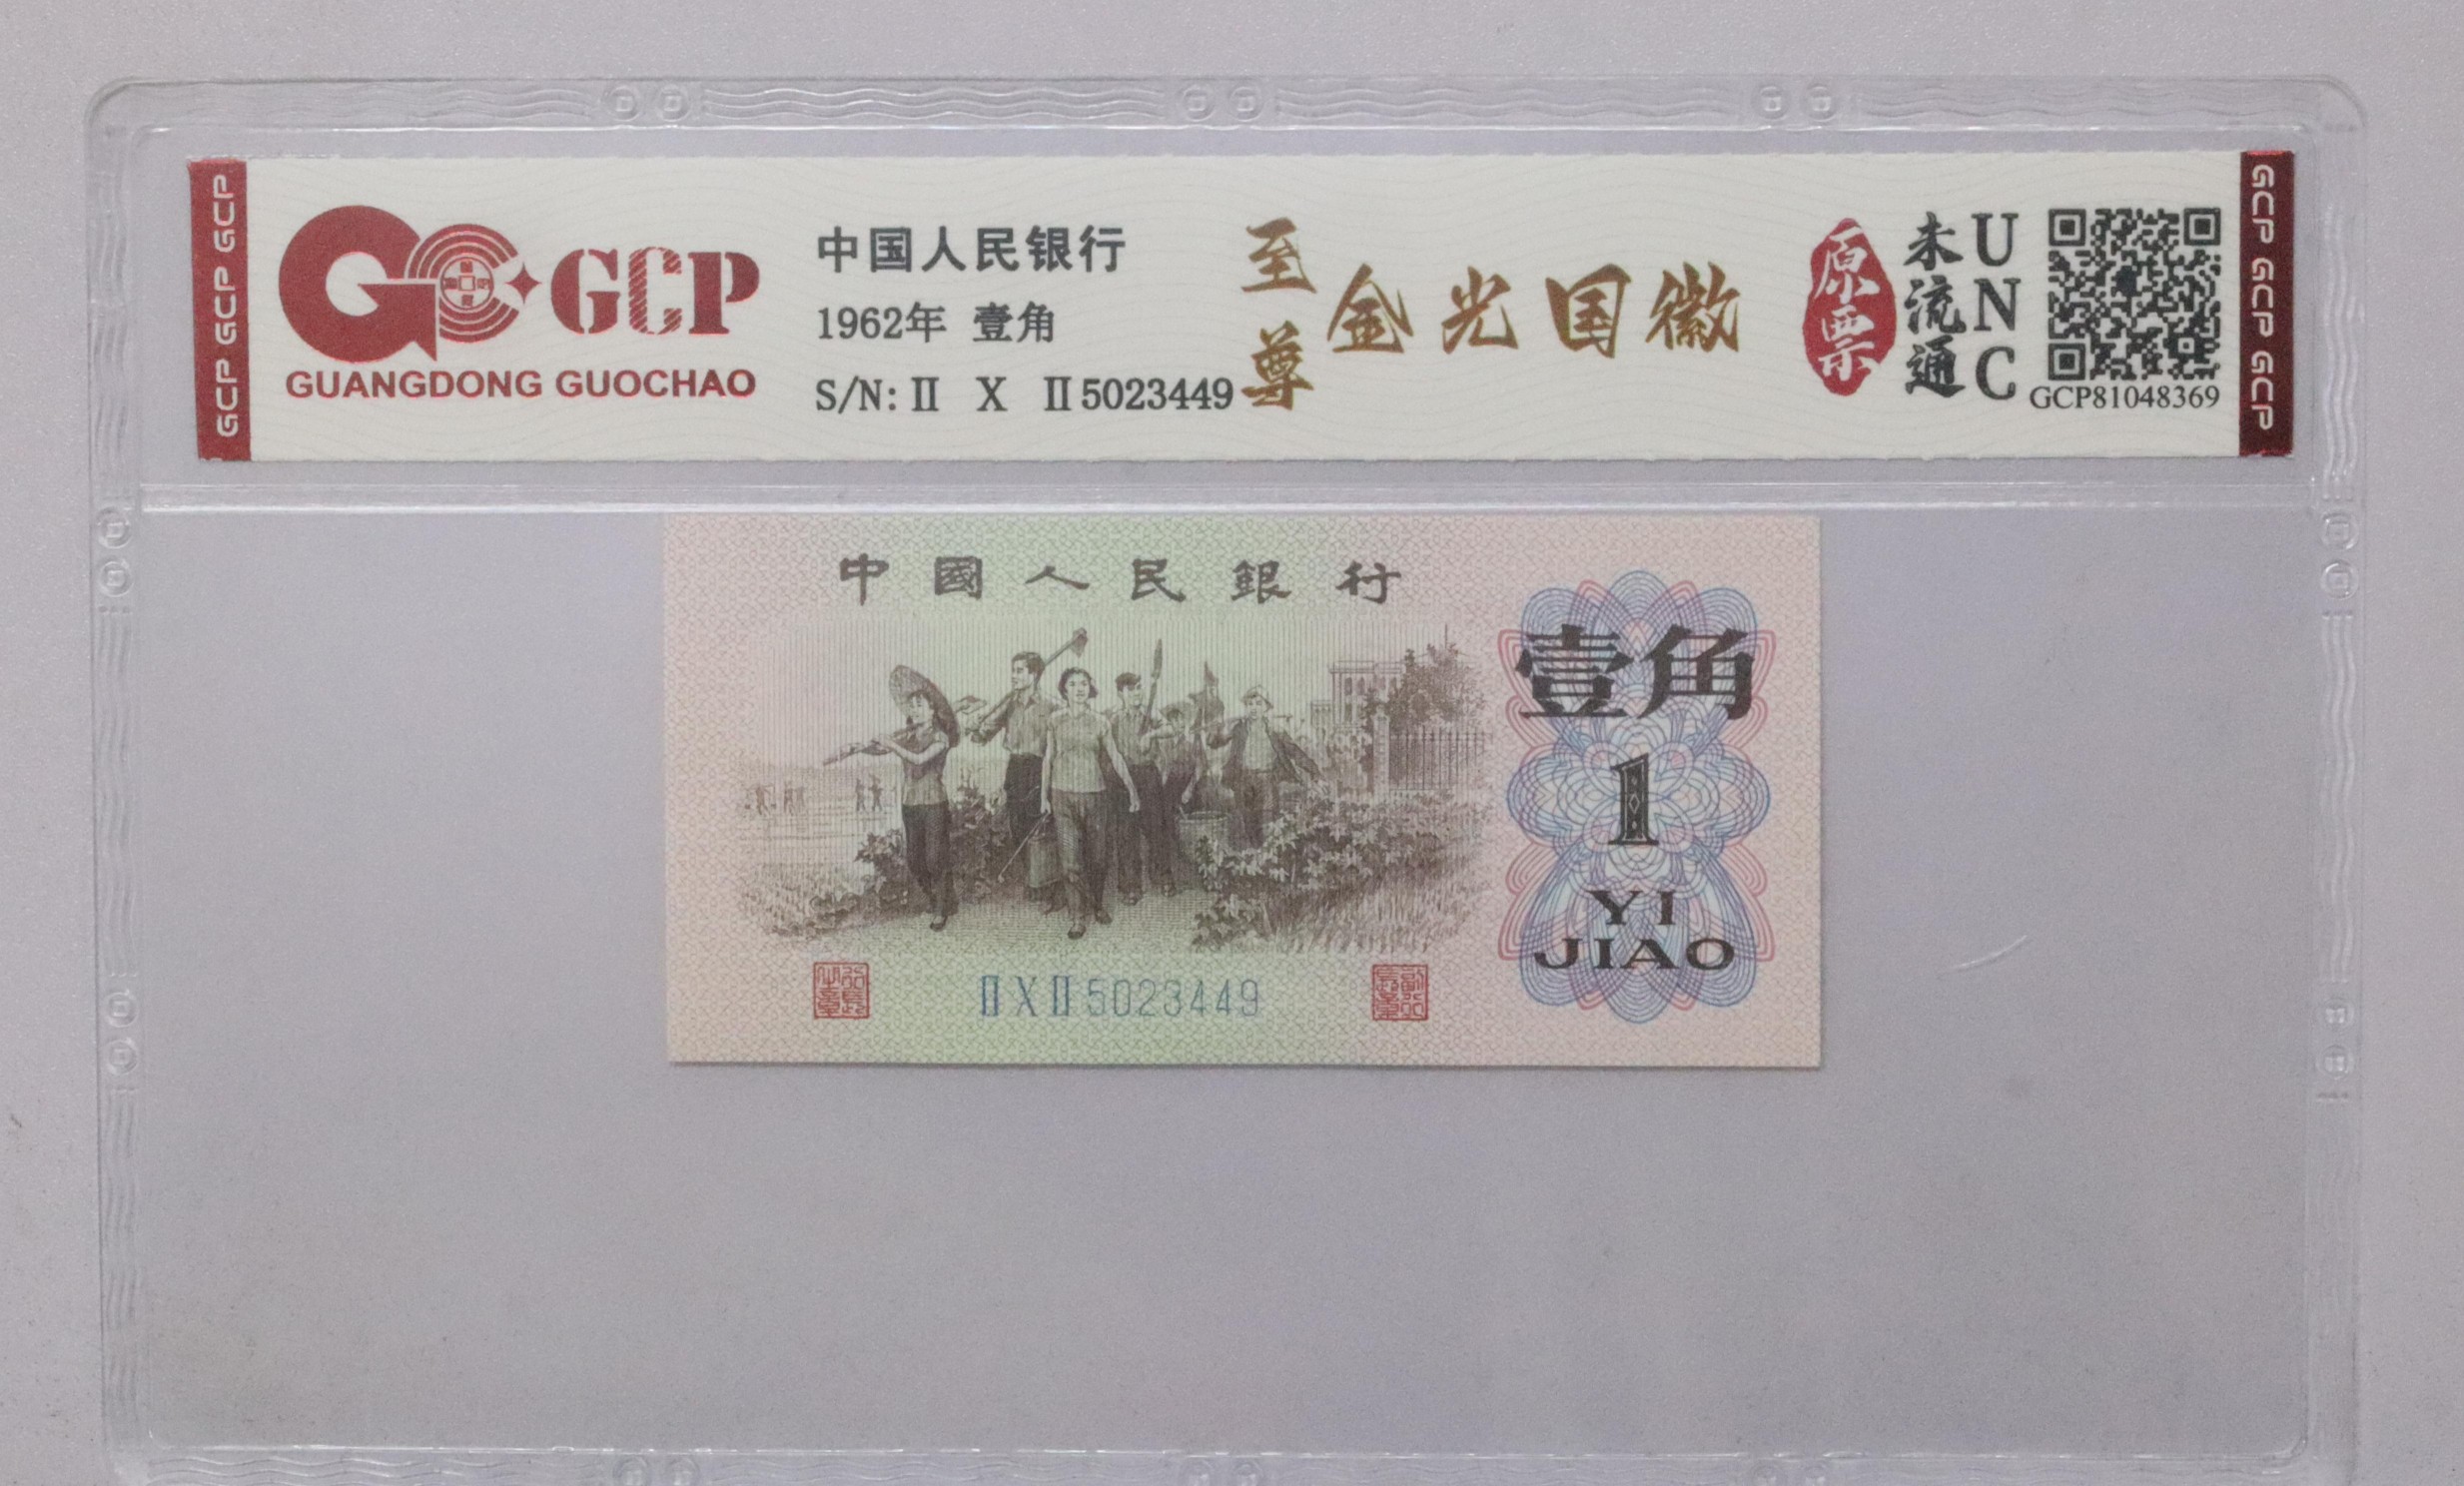 GCP GCP GCP
GCP
GUANGDONG GUOCHAO
中国人民银行
1962年 壹角
S/N: Ⅱ X Ⅱ 5023449
至尊
金光国徽
原票
未流通
UNC
GCP81048369
GCP GCP GCP
中國人民銀行
壹角
1
YI
JIAO
ⅡXⅡ5023449